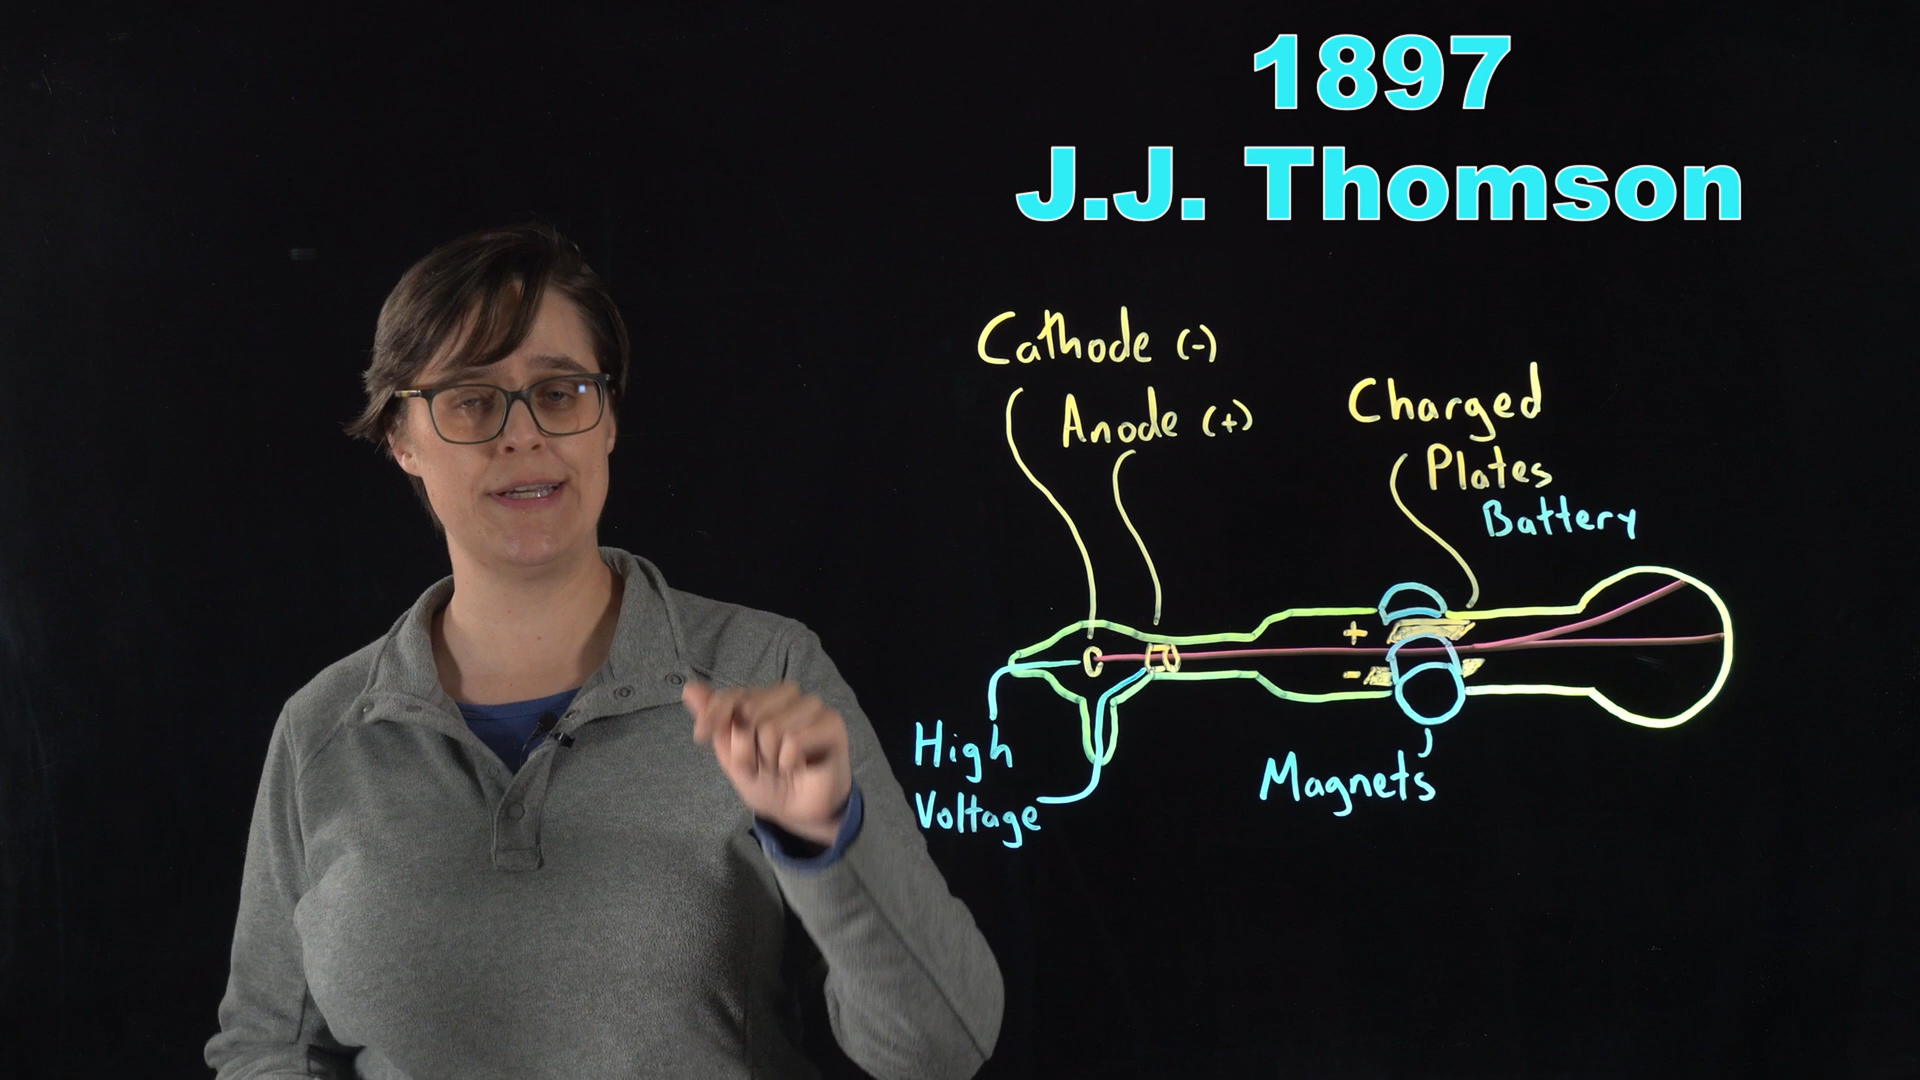 1897
J.J. Thomson
Cathode (-)
Anode (+)
Charged
Plates
Battery
+
-
High
Voltage
Magnets